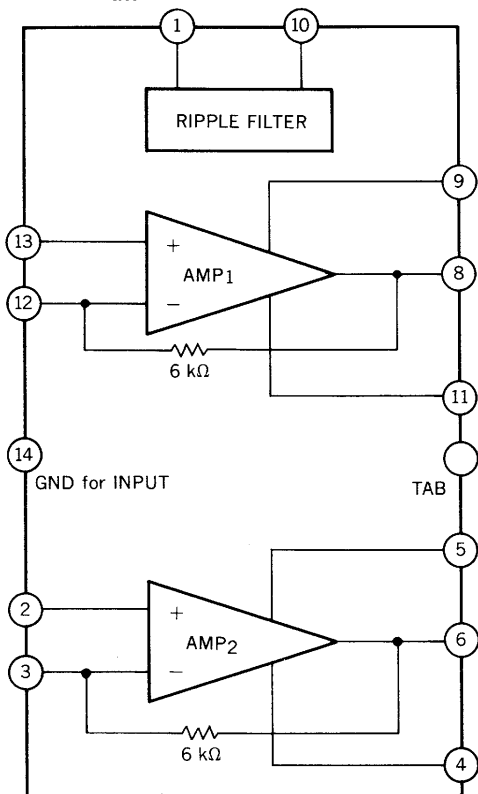 1 10
RIPPLE FILTER
9
13 + AMP1 8
12 −
6 kΩ
11
14
GND for INPUT TAB
5
2 + AMP2 6
3 −
6 kΩ
4